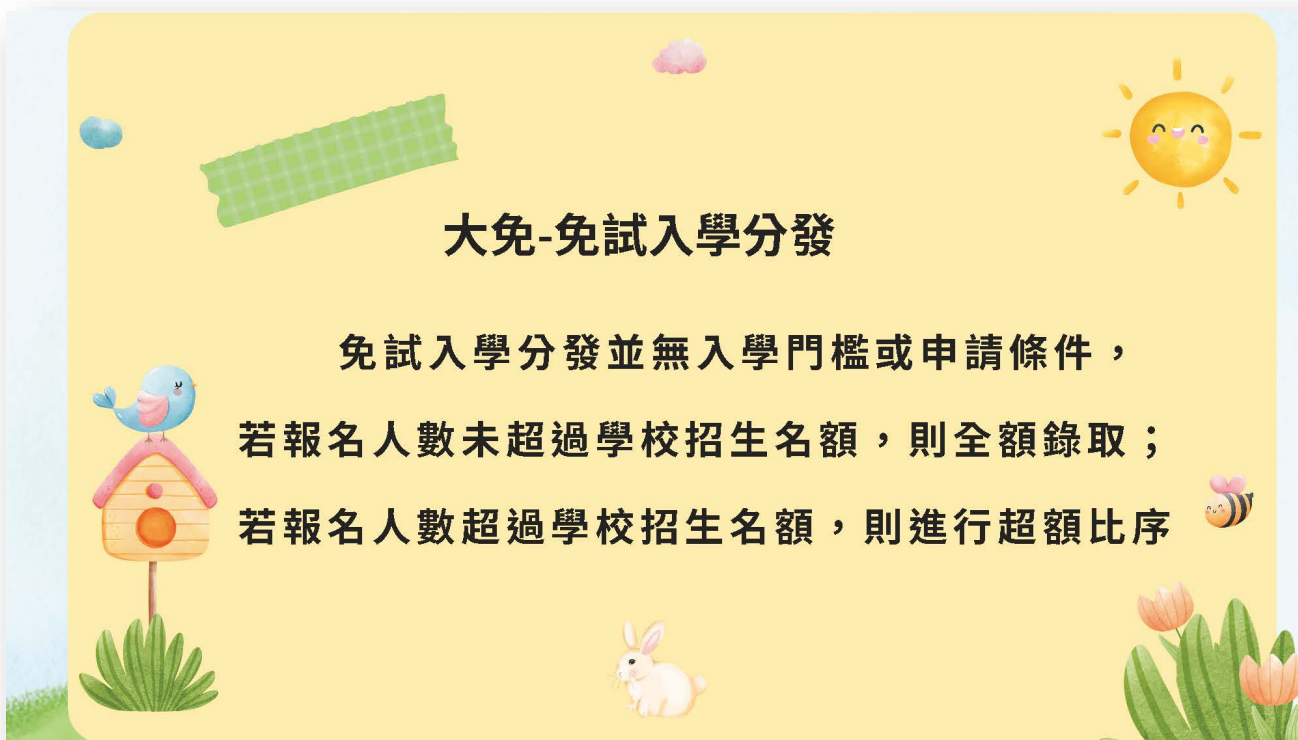 大免-免試入學分發
免試入學分發並無入學門檻或申請條件，
若報名人數未超過學校招生名額，則全額錄取；
若報名人數超過學校招生名額，則進行超額比序